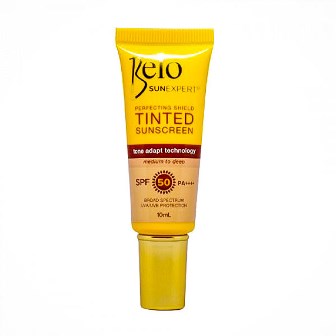 Belo
SUNEXPERT
PERFECTING SHIELD
TINTED
SUNSCREEN
tone adapt technology
medium to deep
SPF 50 PA++++
BROAD SPECTRUM
UVA/UVB PROTECTION
10mL